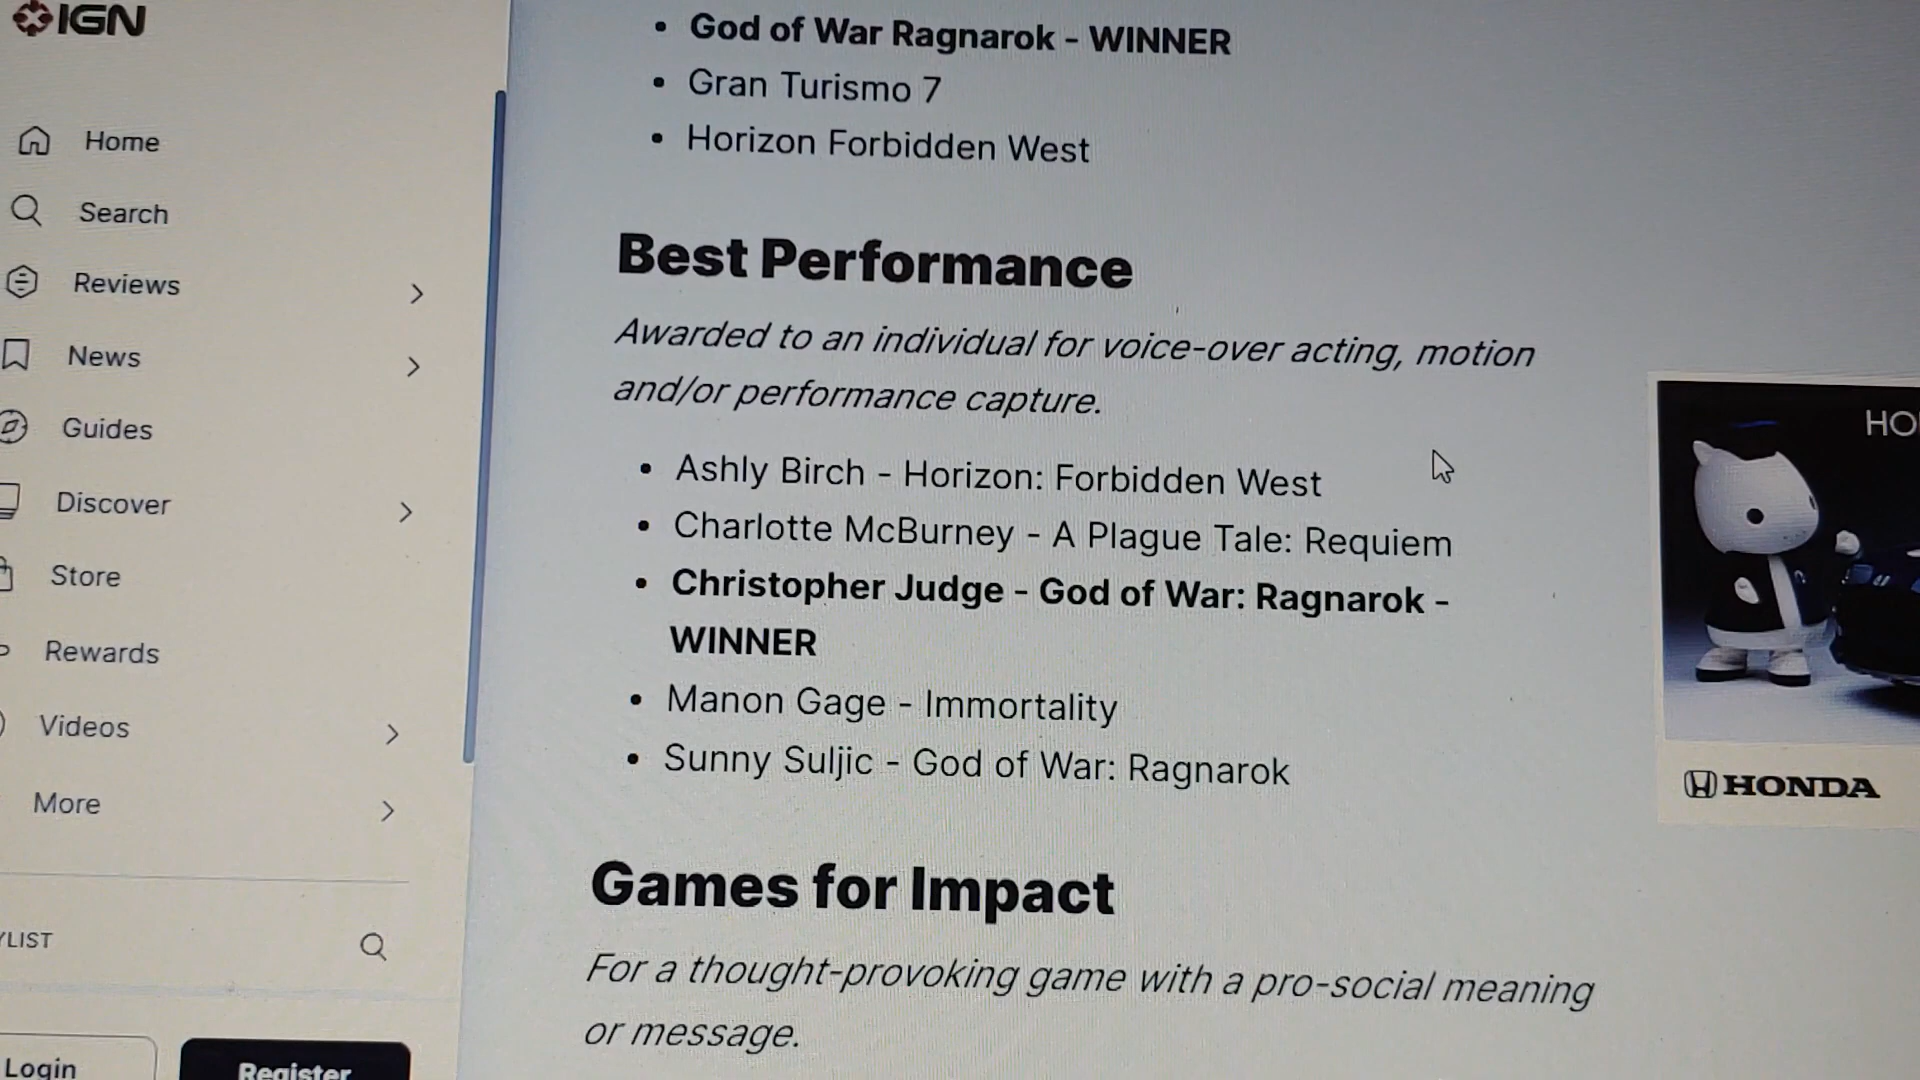 IGN
Home
Search
Reviews
News
Guides
Discover
Store
Rewards
Videos
More
YLIST
Login
Register
God of War Ragnarok - WINNER
Gran Turismo 7
Horizon Forbidden West
Best Performance
Awarded to an individual for voice-over acting, motion
and/or performance capture.
Ashly Birch - Horizon: Forbidden West
Charlotte McBurney - A Plague Tale: Requiem
Christopher Judge - God of War: Ragnarok -
WINNER
Manon Gage - Immortality
Sunny Suljic - God of War: Ragnarok
Games for Impact
For a thought-provoking game with a pro-social meaning
or message.
HO
HONDA